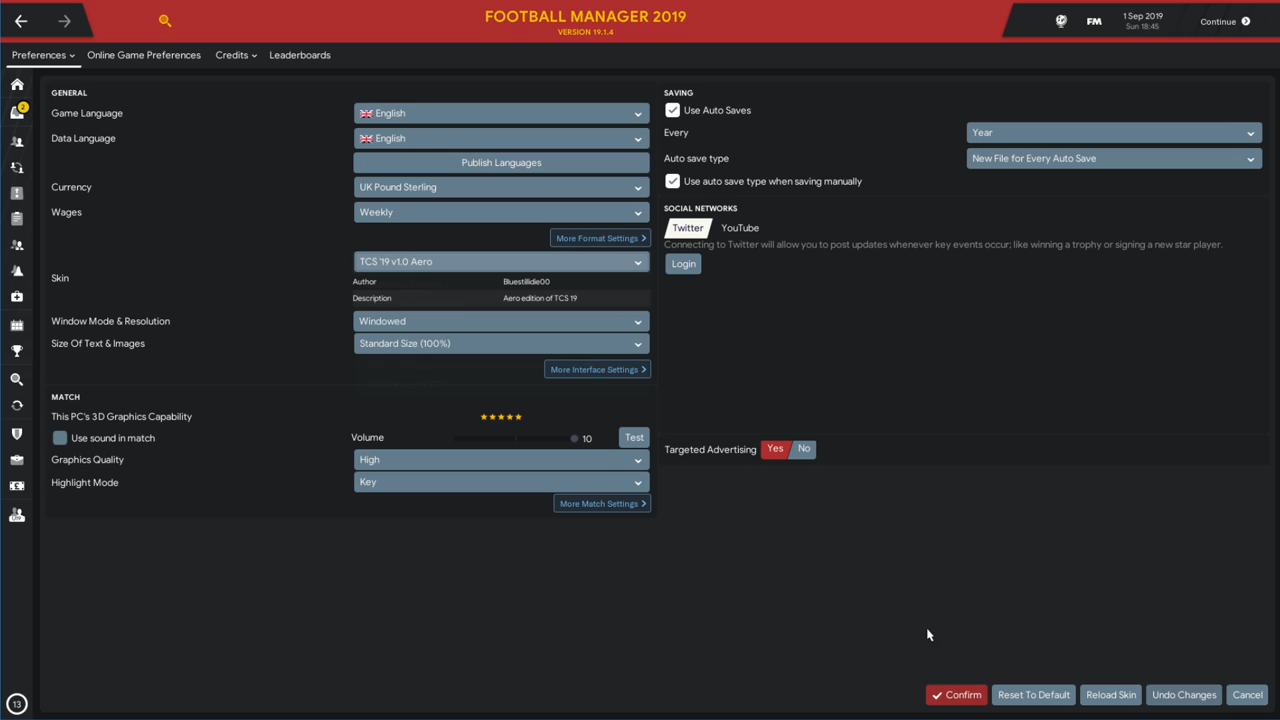 FOOTBALL MANAGER 2019
VERSION 19.1.4
FM
1 Sep 2019
Sun 18:45
Continue
Preferences
Online Game Preferences
Credits
Leaderboards
2
GENERAL
Game Language
English
Data Language
English
Publish Languages
Currency
UK Pound Sterling
Wages
Weekly
More Format Settings
Skin
TCS '19 v1.0 Aero
Author
Bluestillidie00
Description
Aero edition of TCS 19
Window Mode & Resolution
Windowed
Size Of Text & Images
Standard Size (100%)
More Interface Settings
MATCH
This PC's 3D Graphics Capability
Use sound in match
Volume
10
Test
Graphics Quality
High
Highlight Mode
Key
More Match Settings
SAVING
Use Auto Saves
Every
Year
Auto save type
New File for Every Auto Save
Use auto save type when saving manually
SOCIAL NETWORKS
Twitter
YouTube
Connecting to Twitter will allow you to post updates whenever key events occur; like winning a trophy or signing a new star player.
Login
Targeted Advertising
Yes
No
U19
13
Confirm
Reset To Default
Reload Skin
Undo Changes
Cancel